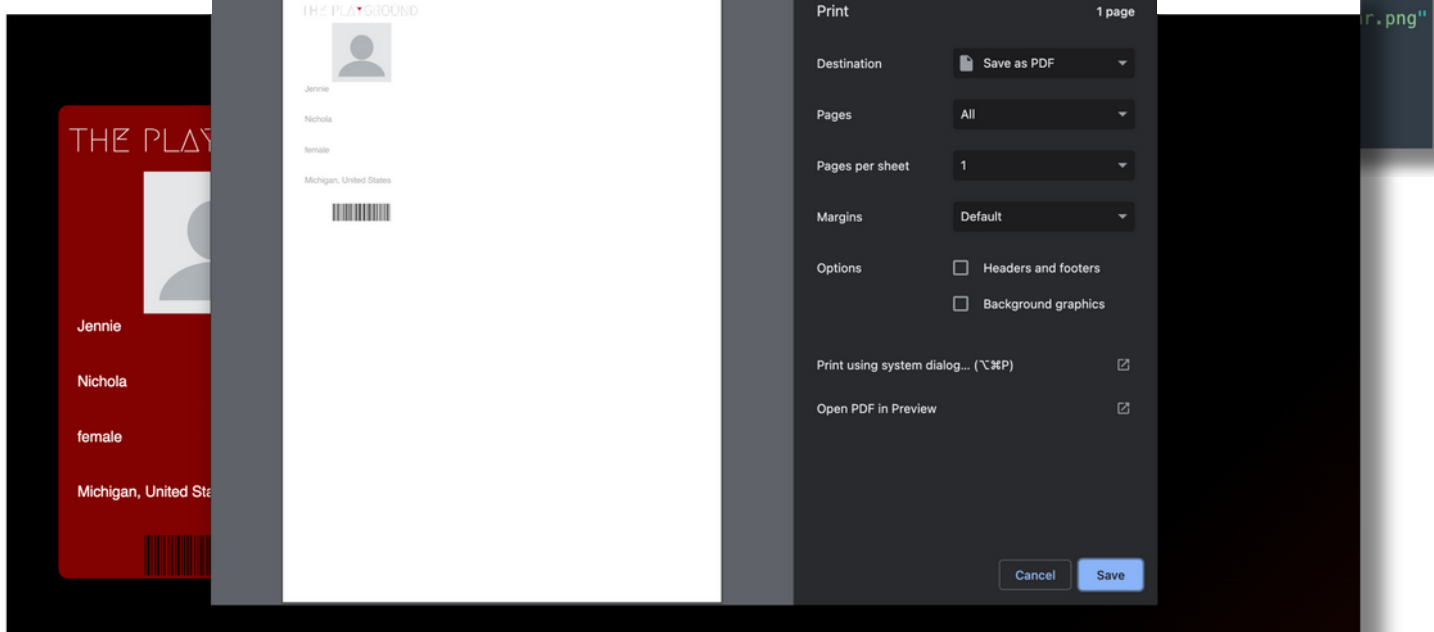 r.png"
THE PLAY
Jennie
Nichola
female
Michigan, United Sta
THE PLAYGROUND
Jennie
Nichola
female
Michigan, United States
Print
1 page
Destination
Save as PDF
Pages
All
Pages per sheet
1
Margins
Default
Options
Headers and footers
Background graphics
Print using system dialog... (⌥⌘P)
Open PDF in Preview
Cancel
Save